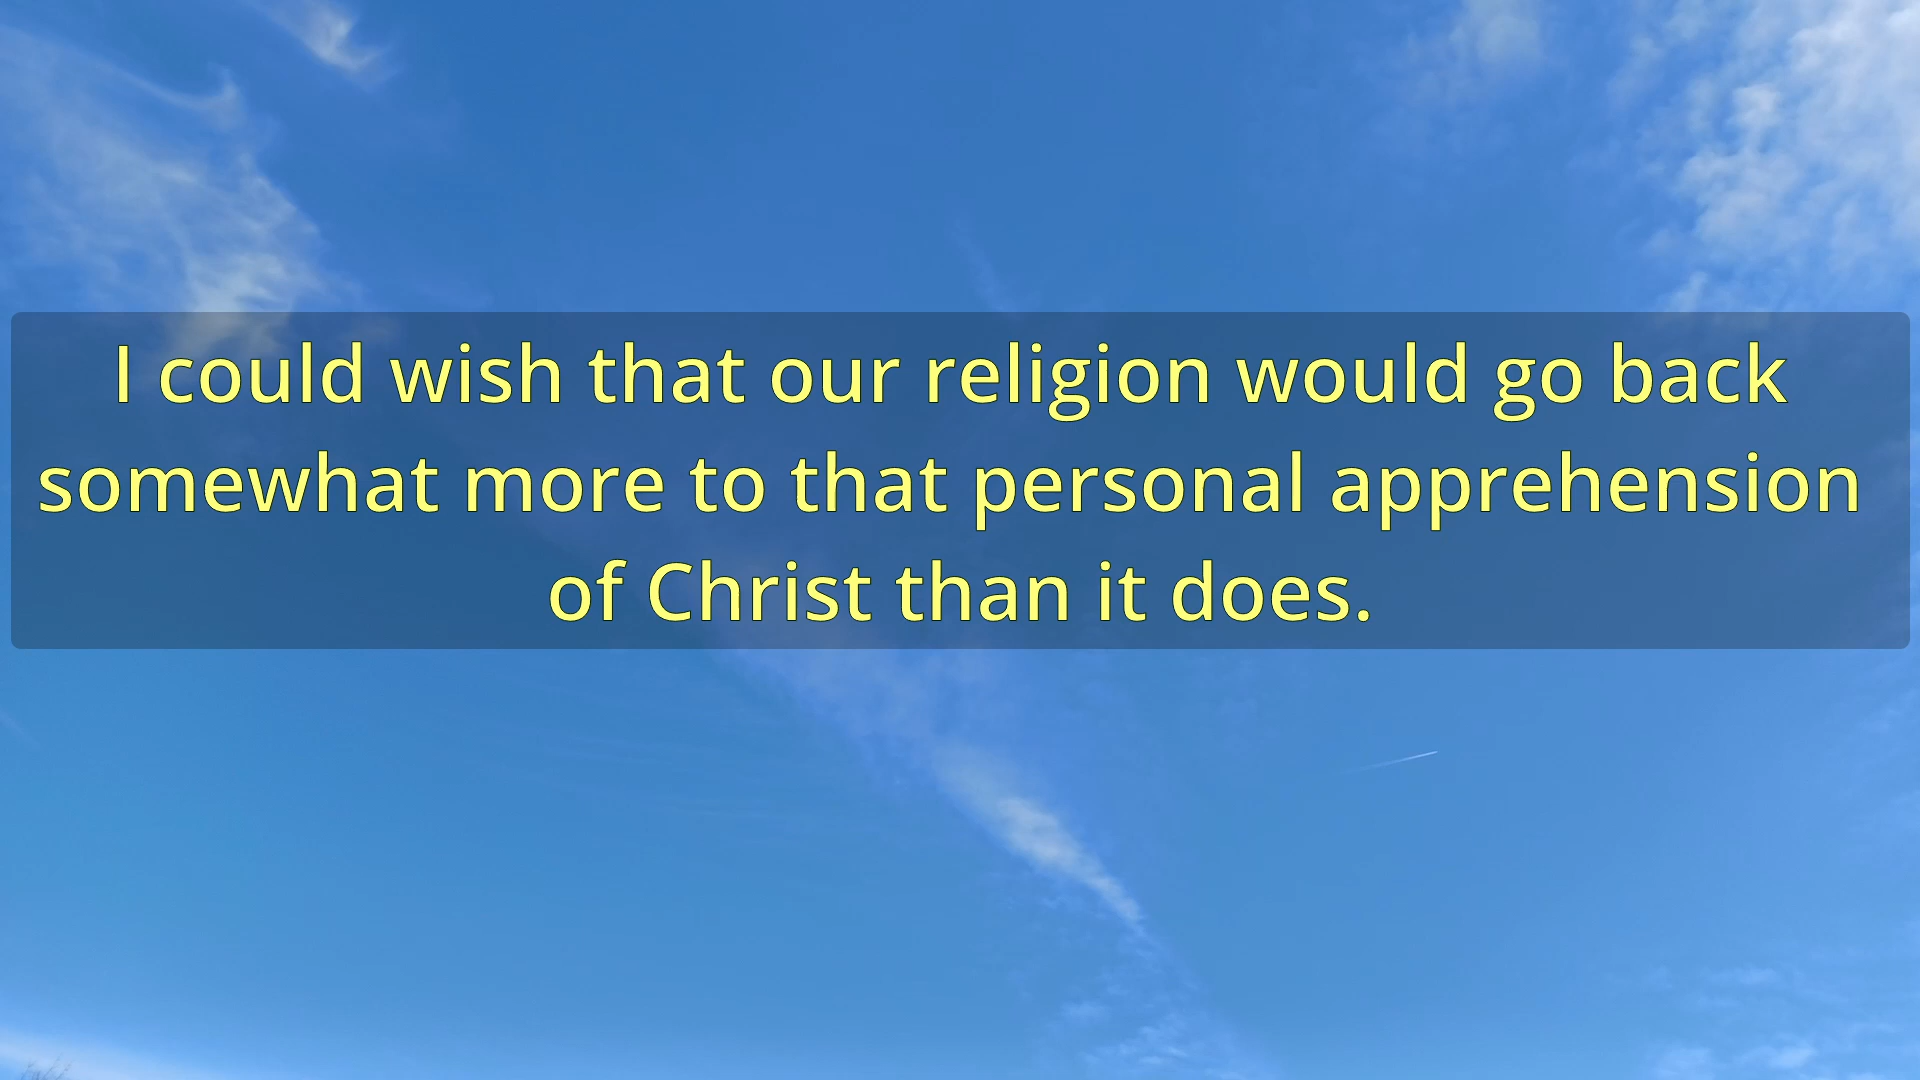 I could wish that our religion would go back
somewhat more to that personal apprehension
of Christ than it does.